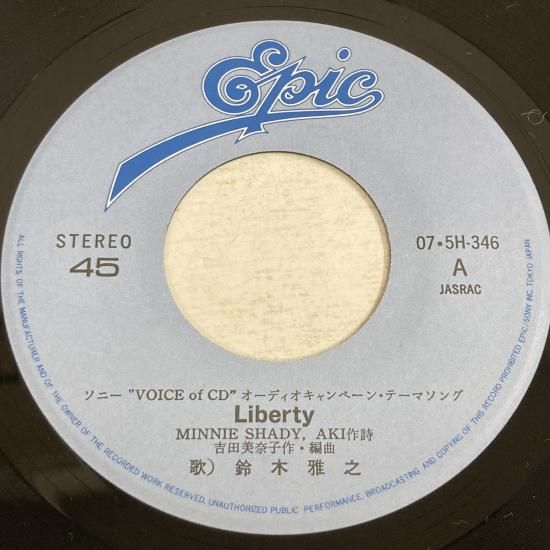 Epic
STEREO
45
07・5H-346
A
JASRAC
ソニー "VOICE of CD" オーディオキャンペーン・テーマソング
Liberty
MINNIE SHADY, AKI作詩
吉田美奈子作・編曲
歌）鈴木雅之
ALL RIGHTS OF THE MANUFACTURER AND OF THE OWNER OF THE RECORDED WORK RESERVED. UNAUTHORIZED PUBLIC PERFORMANCE, BROADCASTING AND COPYING OF THIS RECORD PROHIBITED EPIC/SONY INC. TOKYO JAPAN